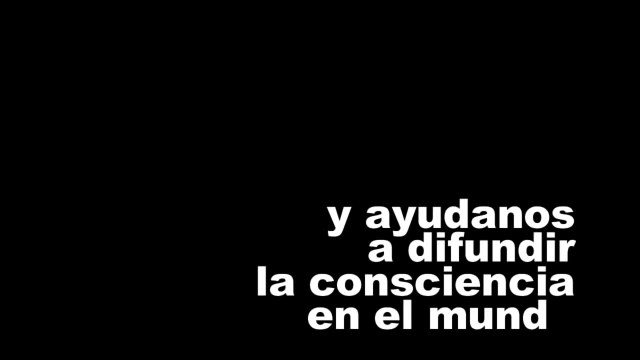 y ayudanos
a difundir
la consciencia
en el mund